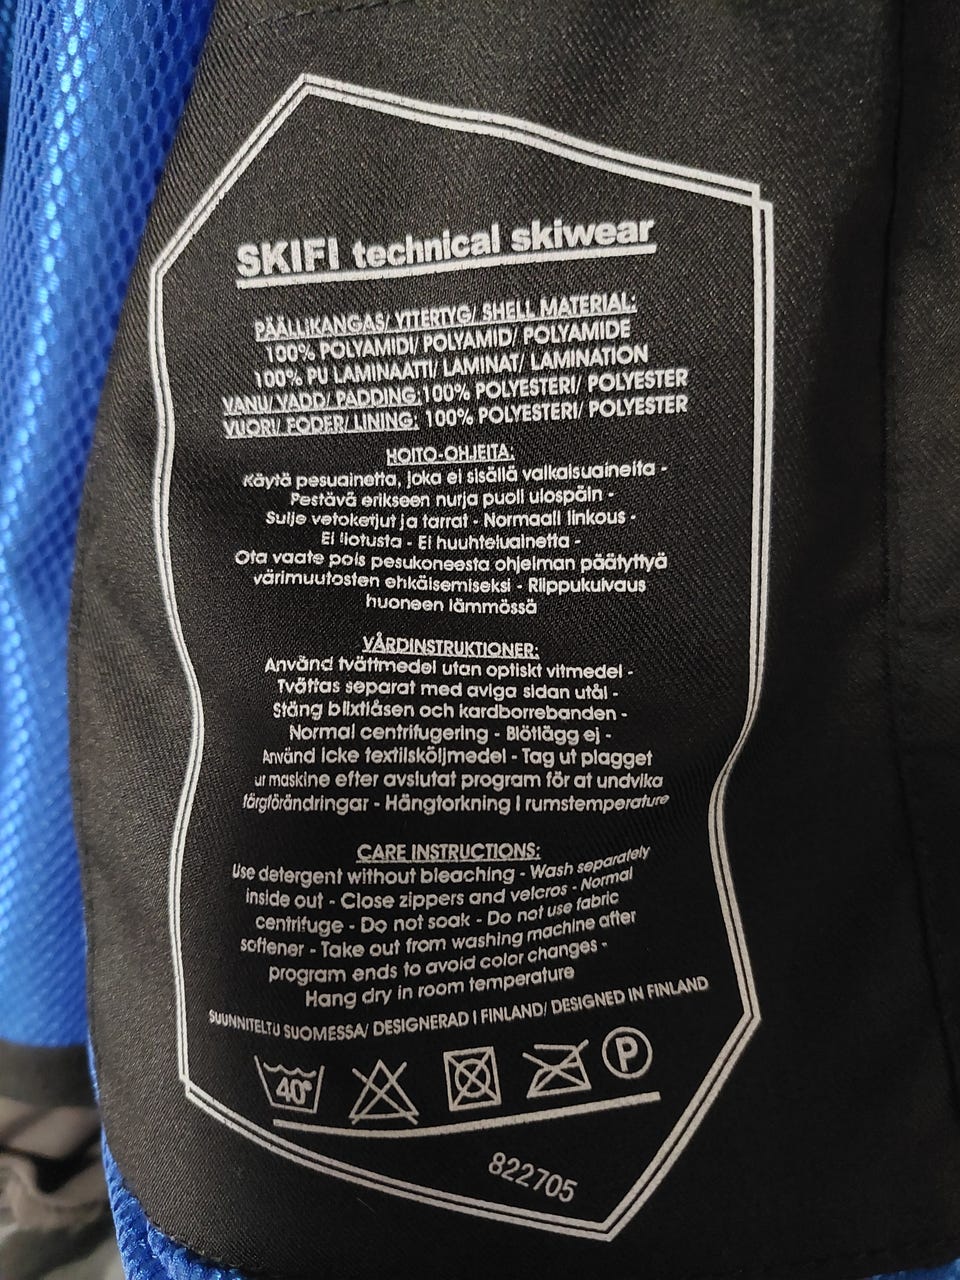 SKIFI technical skiwear
PÄÄLLIKANGAS/ YTTERTYG/ SHELL MATERIAL:
100% POLYAMIDI/ POLYAMID/ POLYAMIDE
100% PU LAMINAATTI/ LAMINAT/ LAMINATION
VANU/ VADD/ PADDING:100% POLYESTERI/ POLYESTER
VUORI/ FODER/ LINING: 100% POLYESTERI/ POLYESTER
HOITO-OHJEITA:
Käytä pesuainetta, joka ei sisällä valkaisuaineita -
Pestävä erikseen nurja puoli ulospäin -
Sulje vetoketjut ja tarrat - Normaali linkous -
Ei liotusta - Ei huuhteluainetta -
Ota vaate pois pesukoneesta ohjelman päätyttyä
värimuutosten ehkäisemiseksi - Riippukuivaus
huoneen lämmössä
VÅRDINSTRUKTIONER:
Använd tvättmedel utan optiskt vitmedel -
Tvättas separat med aviga sidan utåt -
Stäng blixtlåsen och kardborrebanden -
Normal centrifugering - Blötlägg ej -
Använd icke textilsköljmedel - Tag ut plagget
ur maskine efter avslutat program för at undvika
färgförändringar - Hängtorkning I rumstemperature
CARE INSTRUCTIONS:
Use detergent without bleaching - Wash separately
inside out - Close zippers and velcros - Normal
centrifuge - Do not soak - Do not use fabric
softener - Take out from washing machine after
program ends to avoid color changes -
Hang dry in room temperature
SUUNNITELTU SUOMESSA/ DESIGNERAD I FINLAND/ DESIGNED IN FINLAND
40° P
822705